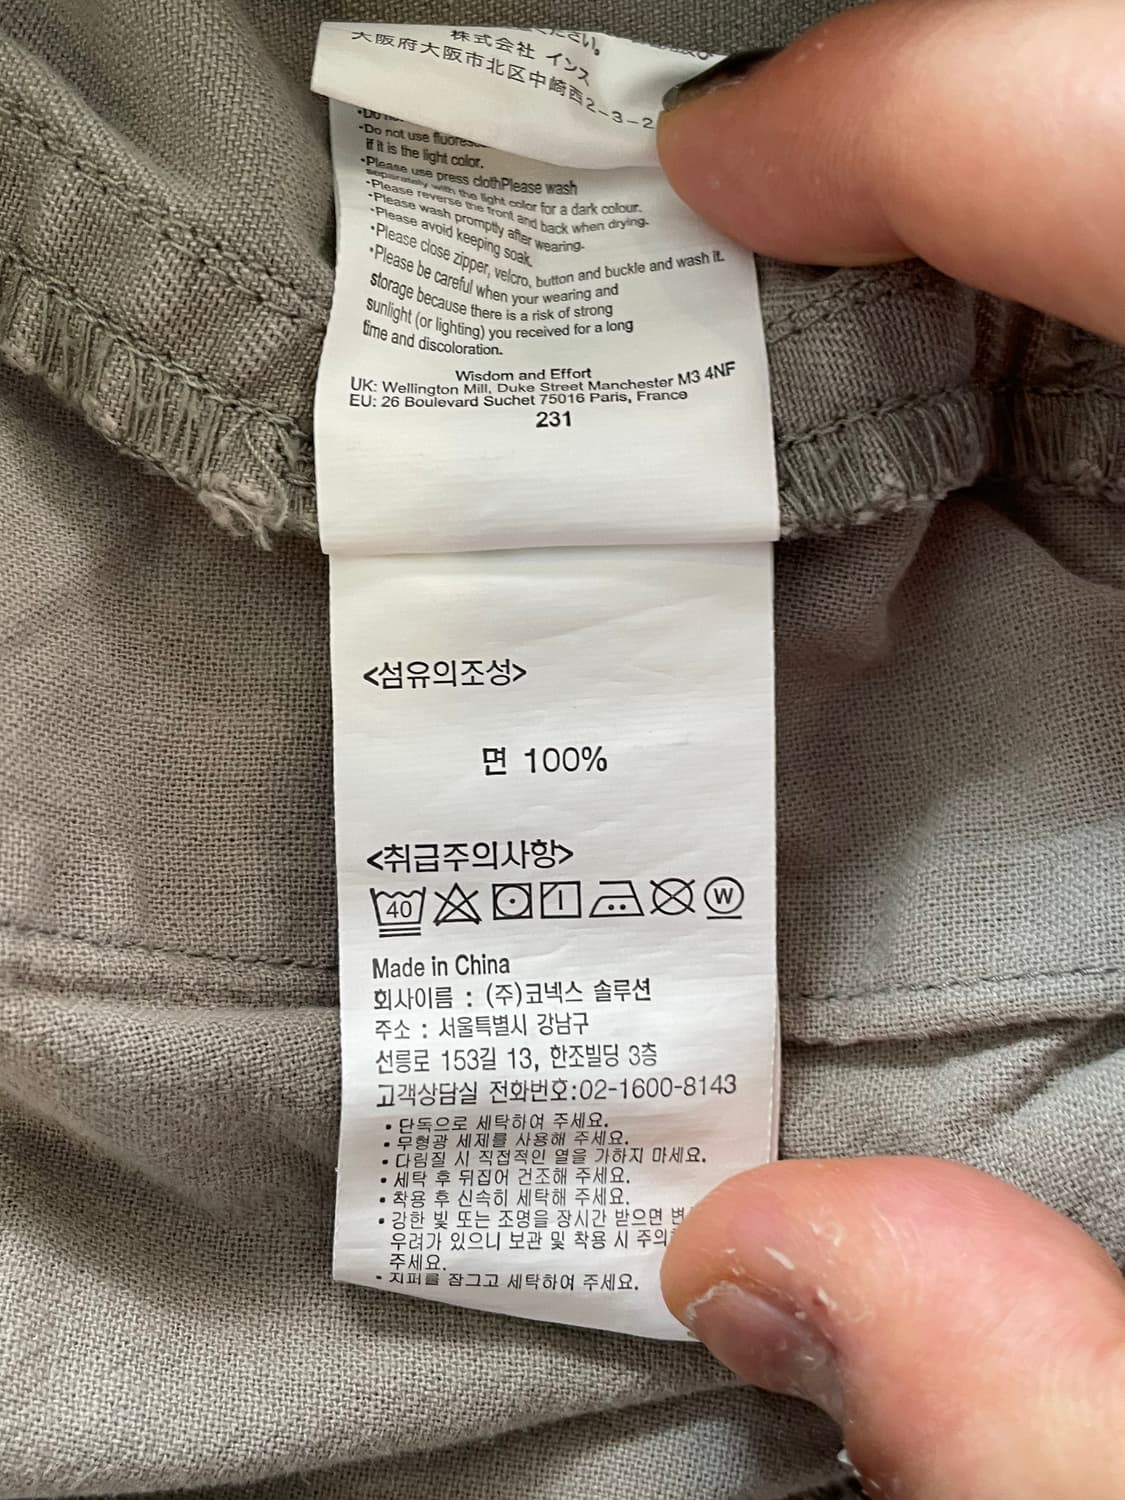 ください。
株式会社 インス
大阪府大阪市北区中崎西2-3-2
•Do not
•Do not use
if it is the light color.
•Please use press clothPlease wash
separately with the light color for a dark colour.
•Please reverse the front and back when drying.
•Please wash promptly after wearing.
•Please avoid keeping soak.
•Please close zipper, velcro, button and buckle and wash it.
•Please be careful when your wearing and
storage because there is a risk of strong
sunlight (or lighting) you received for a long
time and discoloration.
Wisdom and Effort
UK: Wellington Mill, Duke Street Manchester M3 4NF
EU: 26 Boulevard Suchet 75016 Paris, France
231
<섬유의조성>
면 100%
<취급주의사항>
40 W
Made in China
회사이름 : (주)코넥스 솔루션
주소 : 서울특별시 강남구
선릉로 153길 13, 한조빌딩 3층
고객상담실 전화번호:02-1600-8143
• 단독으로 세탁하여 주세요.
• 무형광 세제를 사용해 주세요.
• 다림질 시 직접적인 열을 가하지 마세요.
• 세탁 후 뒤집어 건조해 주세요.
• 착용 후 신속히 세탁해 주세요.
• 강한 빛 또는 조명을 장시간 받으면
우려가 있으니 보관 및 착용 시
주세요.
• 지퍼를 잠그고 세탁하여 주세요.